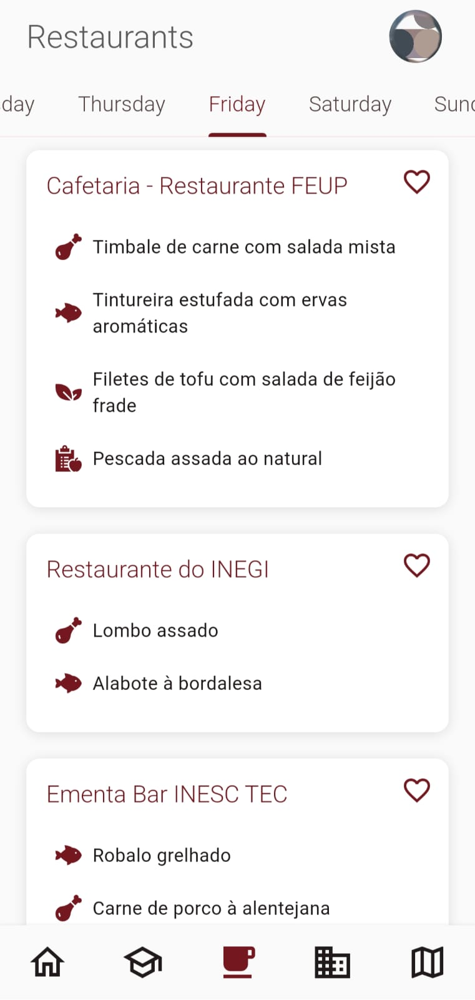 Restaurants
day Thursday Friday Saturday Sun
Cafetaria - Restaurante FEUP
Timbale de carne com salada mista
Tintureira estufada com ervas
aromáticas
Filetes de tofu com salada de feijão
frade
Pescada assada ao natural
Restaurante do INEGI
Lombo assado
Alabote à bordalesa
Ementa Bar INESC TEC
Robalo grelhado
Carne de porco à alentejana